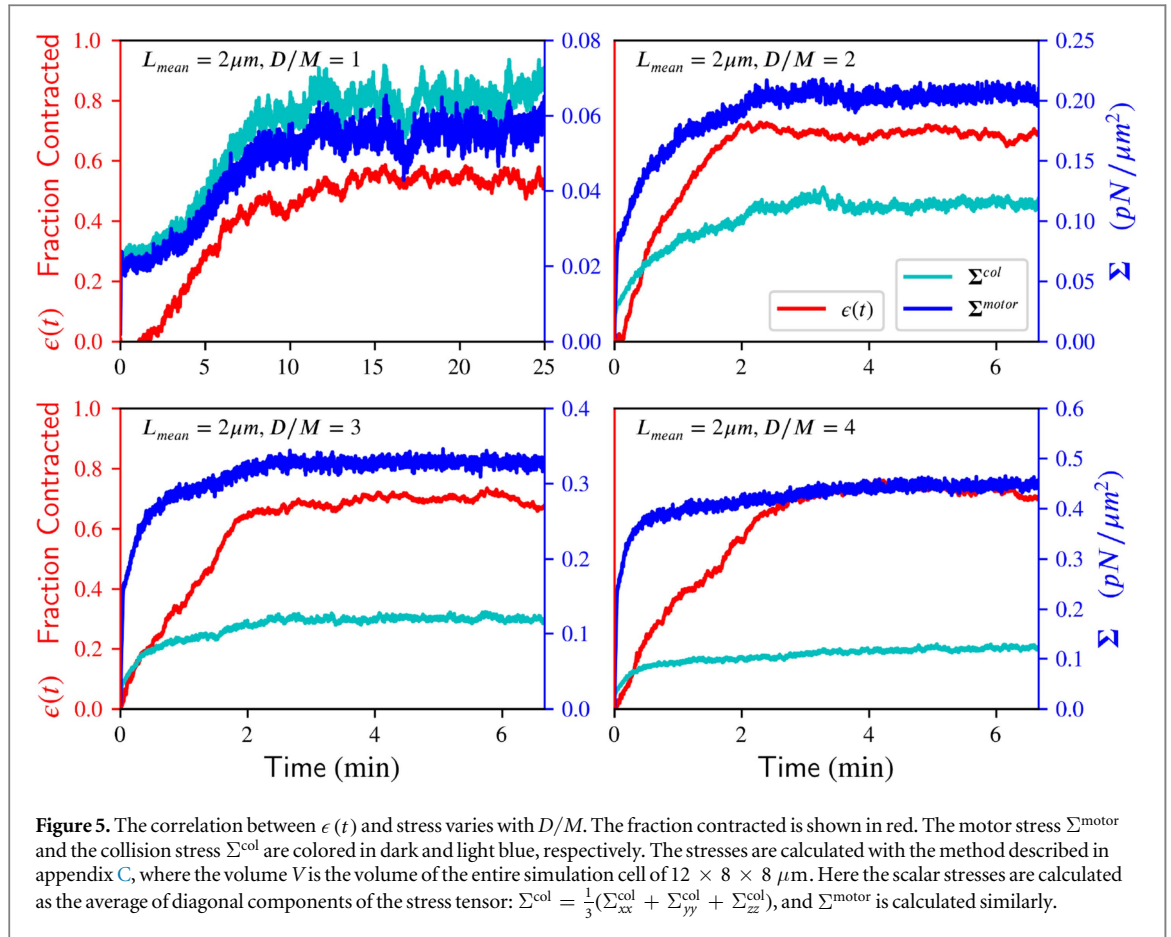 L_mean = 2μm, D/M = 1
L_mean = 2μm, D/M = 2
ϵ(t) Fraction Contracted
1.0
0.8
0.6
0.4
0.2
0.0
0.08
0.06
0.04
0.02
0.00
0 5 10 15 20 25
0.25
0.20
0.15
0.10
0.05
0.00
0 2 4 6
Σ (pN/μm²)
ϵ(t)
Σ^col
Σ^motor
L_mean = 2μm, D/M = 3
L_mean = 2μm, D/M = 4
ϵ(t) Fraction Contracted
1.0
0.8
0.6
0.4
0.2
0.0
0.4
0.3
0.2
0.1
0.0
0 2 4 6
0.6
0.5
0.4
0.3
0.2
0.1
0.0
0 2 4 6
Σ (pN/μm²)
Time (min)
Time (min)
Figure 5. The correlation between ϵ(t) and stress varies with D/M. The fraction contracted is shown in red. The motor stress Σ^motor
and the collision stress Σ^col are colored in dark and light blue, respectively. The stresses are calculated with the method described in
appendix C, where the volume V is the volume of the entire simulation cell of 12 × 8 × 8 μm. Here the scalar stresses are calculated
as the average of diagonal components of the stress tensor: Σ^col = 1/3(Σ_xx^col + Σ_yy^col + Σ_zz^col), and Σ^motor is calculated similarly.